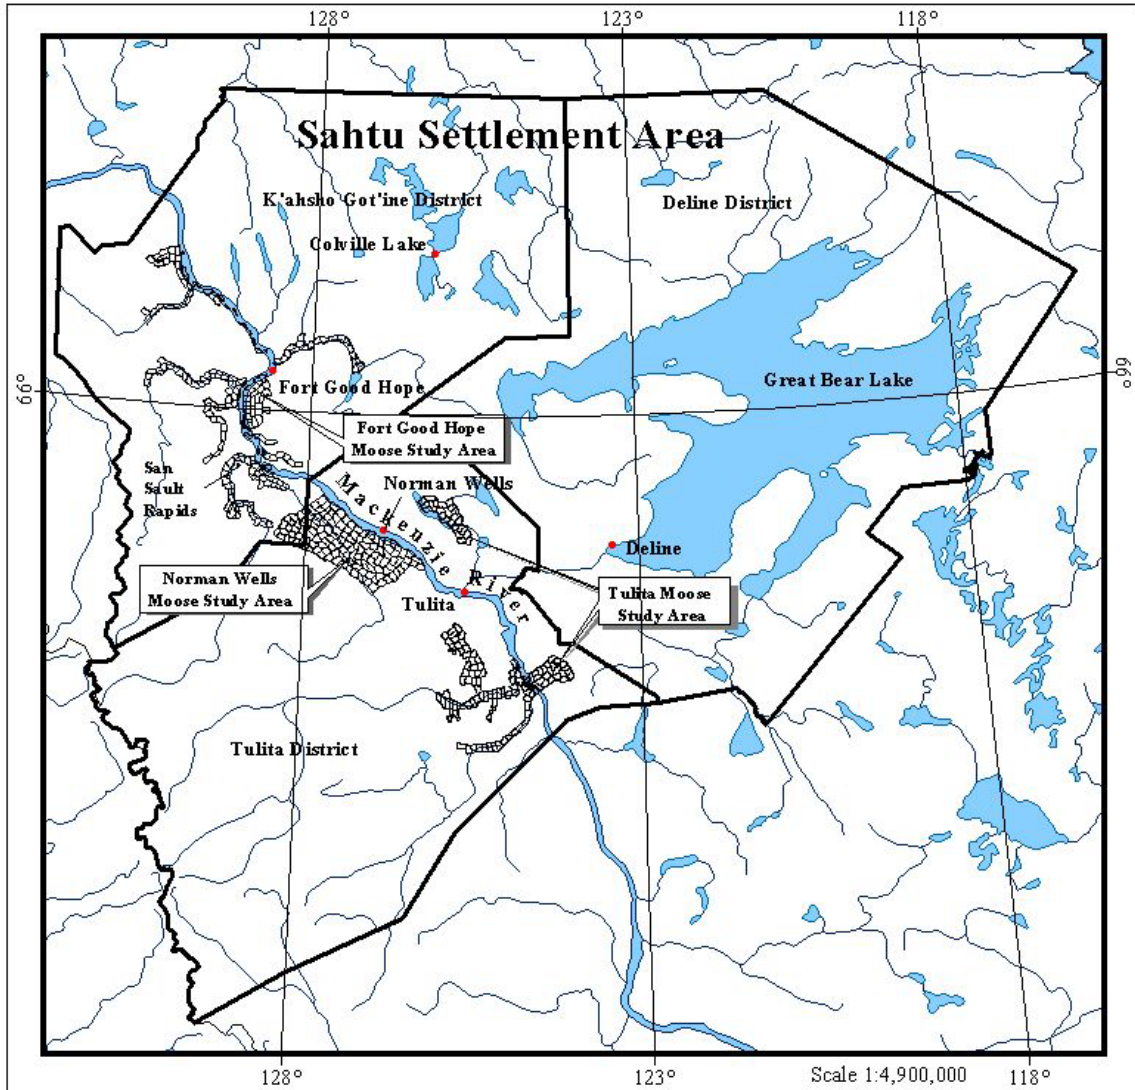 128°
123°
118°
Sahtu Settlement Area
K'ahsho Got'ine District
Deline District
Colville Lake
66°
66°
Great Bear Lake
Fort Good Hope
Fort Good Hope
Moose Study Area
San
Sault
Rapids
Norman Wells
Mackenzie River
Deline
Norman Wells
Moose Study Area
Tulita
Tulita Moose
Study Area
Tulita District
128°
123°
118°
Scale 1:4,900,000